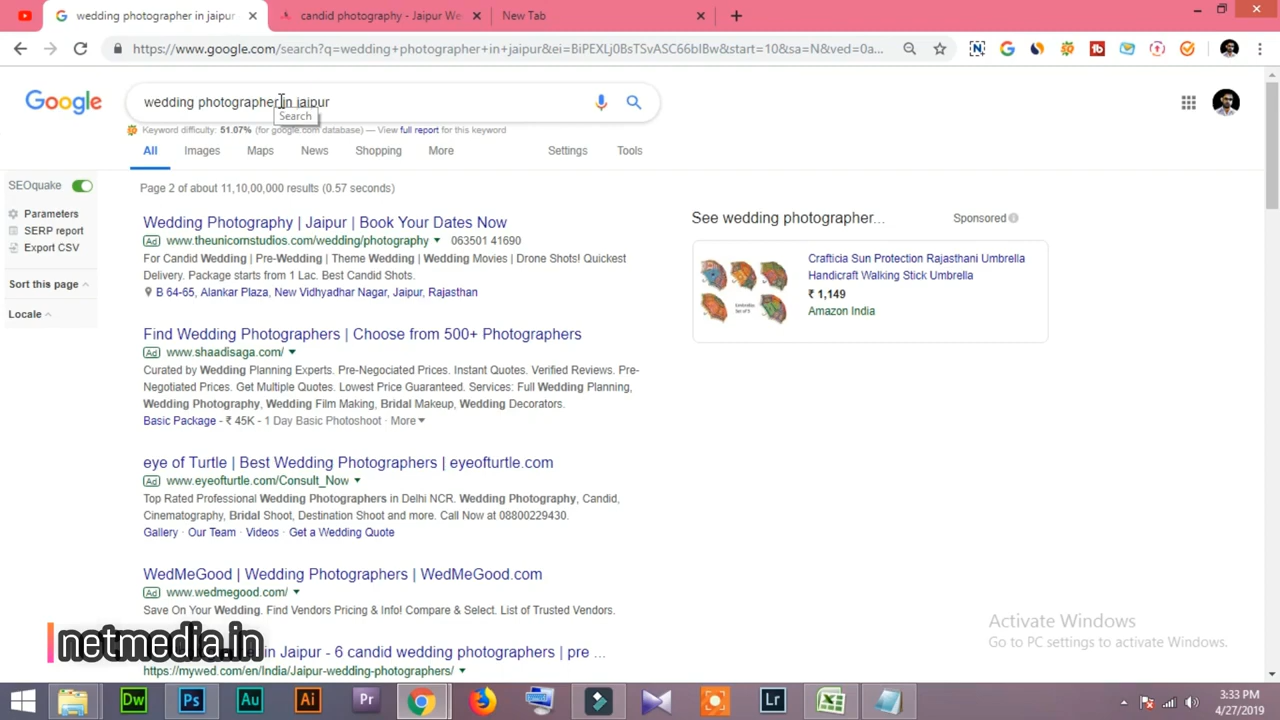 wedding photographer in jaipur
candid photography - Jaipur We
New Tab
https://www.google.com/search?q=wedding+photographer+in+jaipur&ei=BiPEXLj0BsTSvASC66bIBw&start=10&sa=N&ved=0a...
Google
wedding photographer in jaipur
Search
Keyword difficulty: 51.07% (for google.com database) — View full report for this keyword
All Images Maps News Shopping More Settings Tools
SEOquake
Parameters
SERP report
Export CSV
Sort this page
Locale
Page 2 of about 11,10,00,000 results (0.57 seconds)
Wedding Photography | Jaipur | Book Your Dates Now
Ad www.theunicornstudios.com/wedding/photography 063501 41690
For Candid Wedding | Pre-Wedding | Theme Wedding | Wedding Movies | Drone Shots! Quickest
Delivery. Package starts from 1 Lac. Best Candid Shots.
B 64-65, Alankar Plaza, New Vidhyadhar Nagar, Jaipur, Rajasthan
Find Wedding Photographers | Choose from 500+ Photographers
Ad www.shaadisaga.com/
Curated by Wedding Planning Experts. Pre-Negociated Prices. Instant Quotes. Verified Reviews. Pre-
Negotiated Prices. Get Multiple Quotes. Lowest Price Guaranteed. Services: Full Wedding Planning,
Wedding Photography, Wedding Film Making, Bridal Makeup, Wedding Decorators.
Basic Package - ₹ 45K - 1 Day Basic Photoshoot · More
eye of Turtle | Best Wedding Photographers | eyeofturtle.com
Ad www.eyeofturtle.com/Consult_Now
Top Rated Professional Wedding Photographers in Delhi NCR. Wedding Photography, Candid,
Cinematography, Bridal Shoot, Destination Shoot and more. Call Now at 08800229430.
Gallery · Our Team · Videos · Get a Wedding Quote
WedMeGood | Wedding Photographers | WedMeGood.com
Ad www.wedmegood.com/
Save On Your Wedding. Find Vendors Pricing & Info! Compare & Select. List of Trusted Vendors.
in Jaipur - 6 candid wedding photographers | pre ...
https://mywed.com/en/India/Jaipur-wedding-photographers/
See wedding photographer... Sponsored
Crafticia Sun Protection Rajasthani Umbrella
Handicraft Walking Stick Umbrella
₹ 1,149
Amazon India
Activate Windows
Go to PC settings to activate Windows.
netmedia.in
Dw Ps Au Ai Pr Lr
3:33 PM
4/27/2019